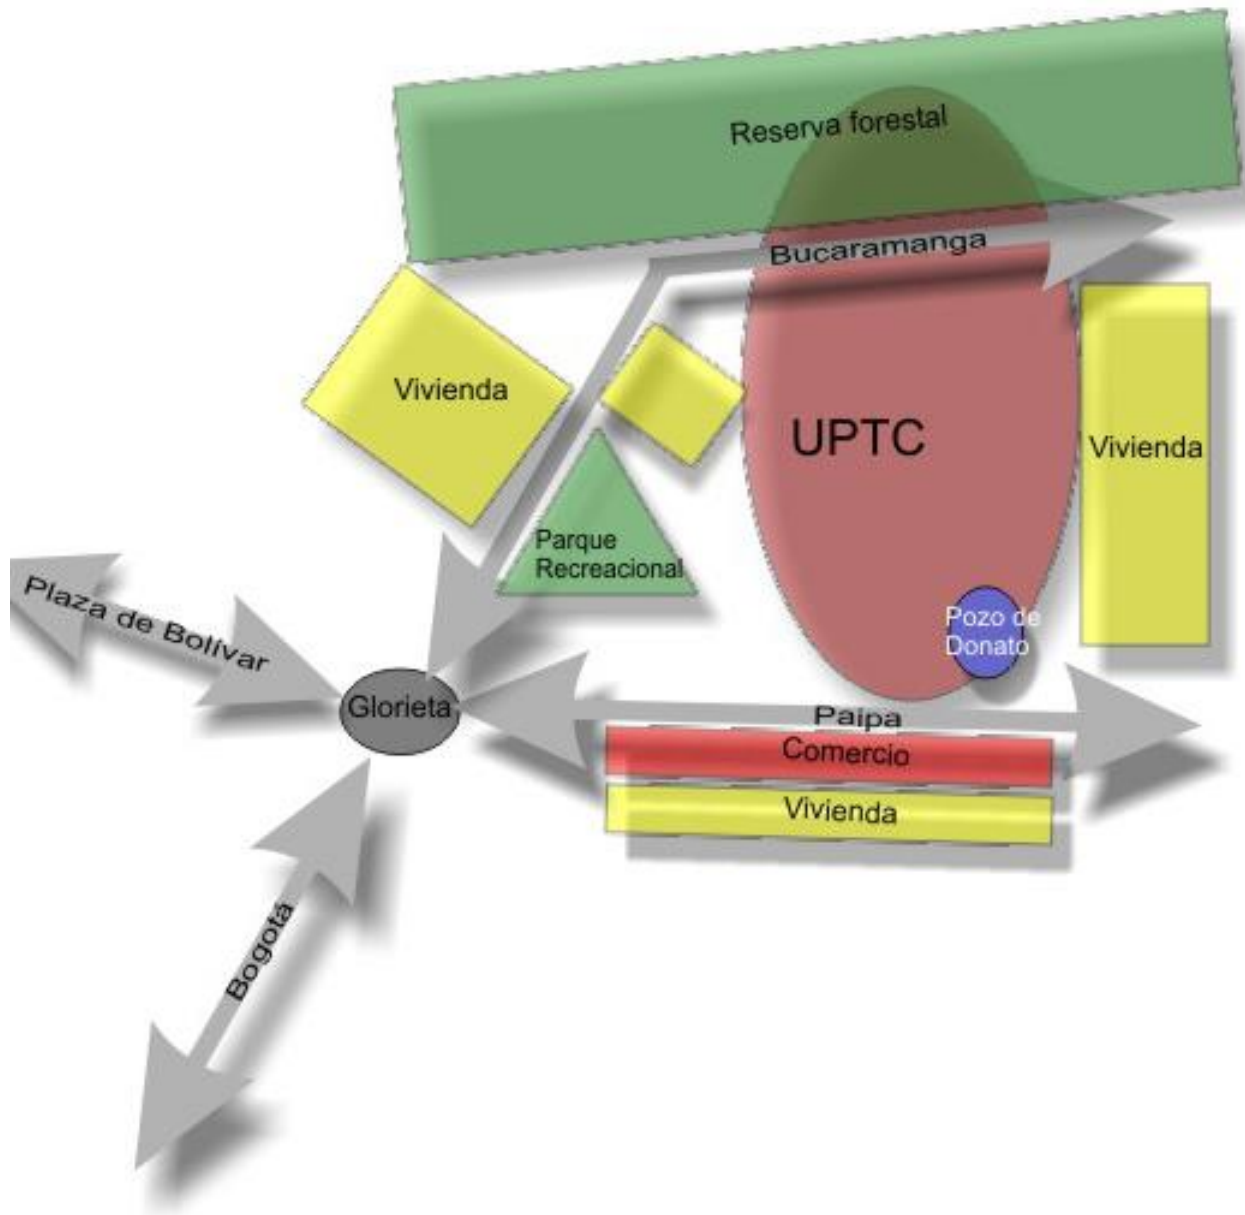 Reserva forestal
Bucaramanga
Vivienda
UPTC
Vivienda
Parque
Recreacional
Plaza de Bolívar
Pozo de
Donato
Glorieta
Paipa
Comercio
Vivienda
Bogotá